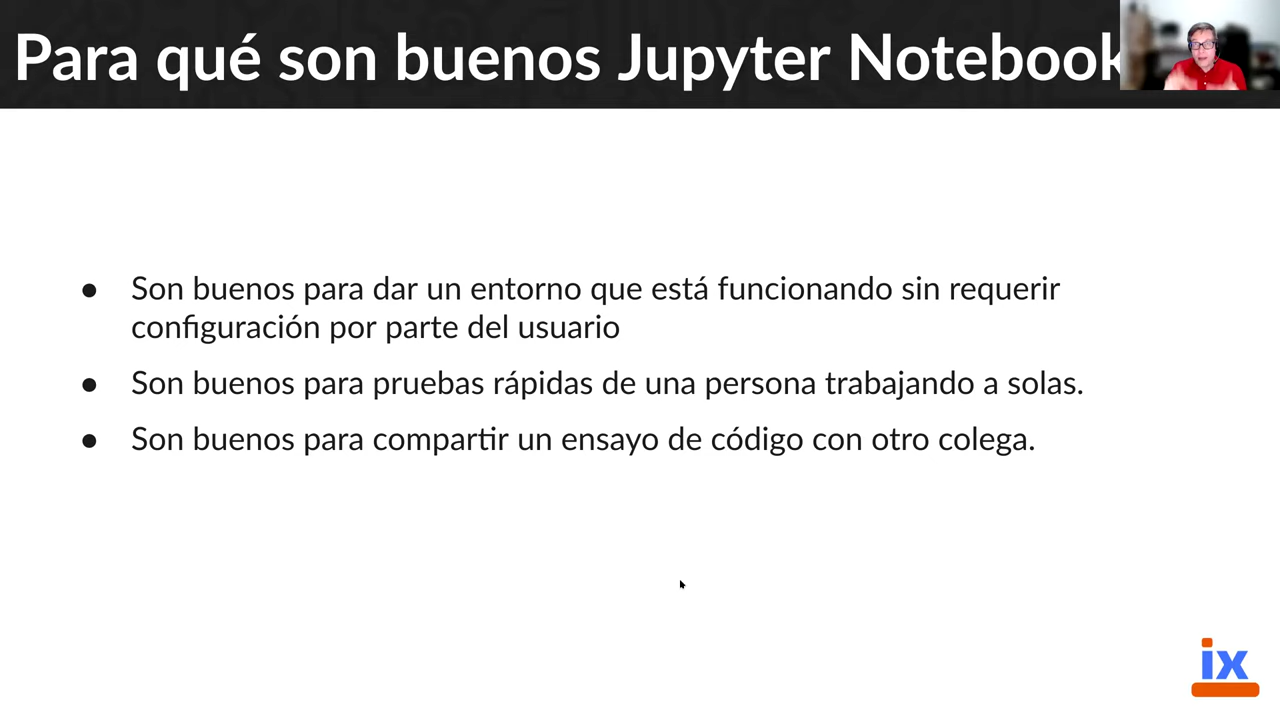 Para qué son buenos Jupyter Notebook
● Son buenos para dar un entorno que está funcionando sin requerir
configuración por parte del usuario
● Son buenos para pruebas rápidas de una persona trabajando a solas.
● Son buenos para compartir un ensayo de código con otro colega.
ix